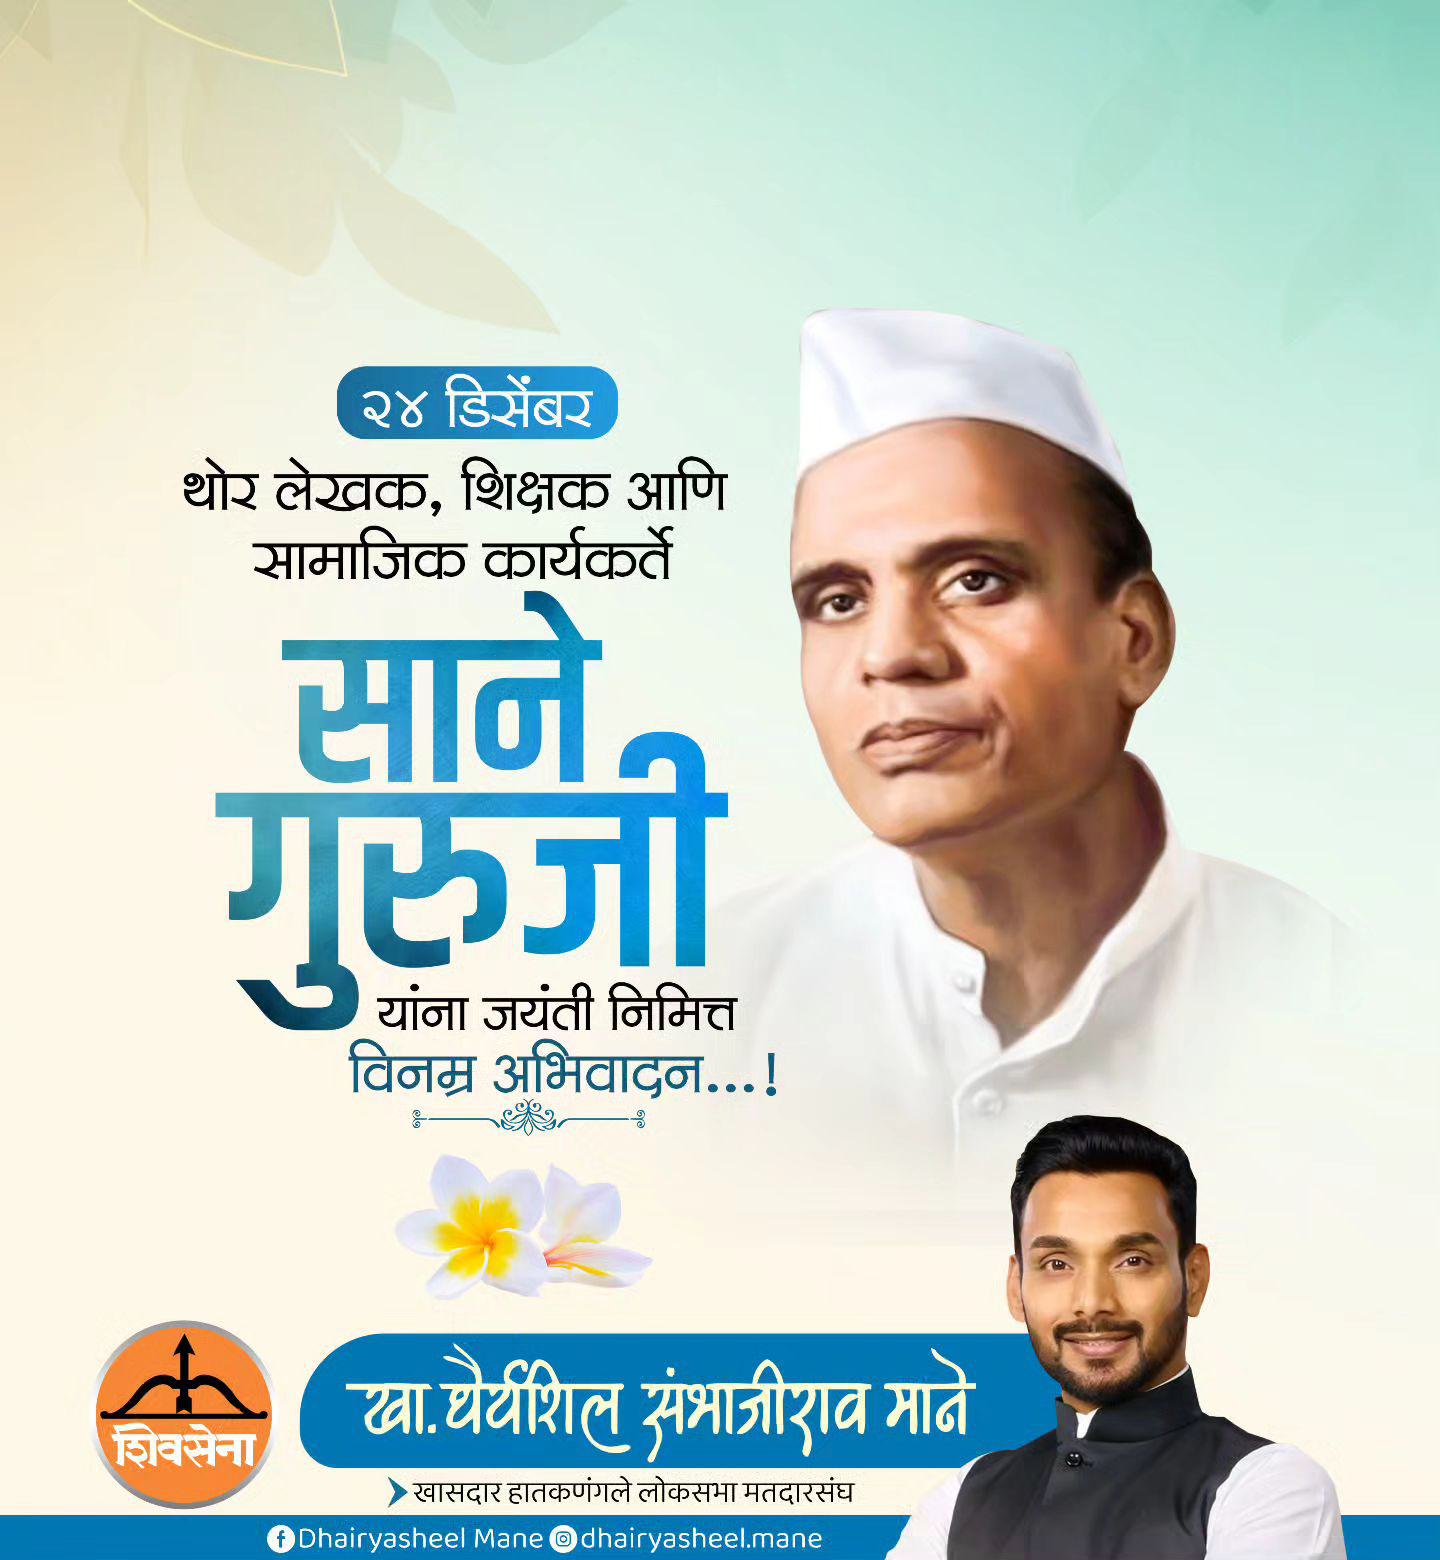 २४ डिसेंबर
थोर लेखक, शिक्षक आणि
सामाजिक कार्यकर्ते
साने
गुरुजी
यांना जयंती निमित्त
विनम्र अभिवादन...!
खा. धैर्यशिल संभाजीराव माने
शिवसेना
खासदार हातकणंगले लोकसभा मतदारसंघ
Dhairyasheel Mane dhairyasheel.mane